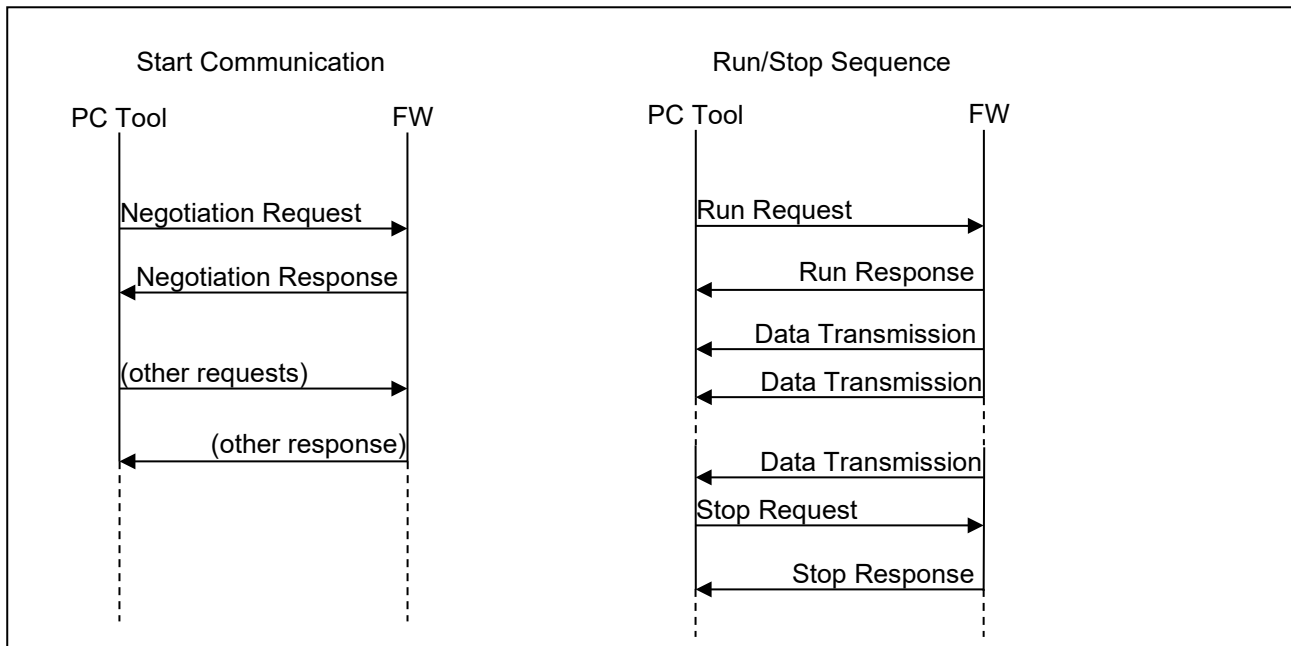 Start Communication
PC Tool
FW
Negotiation Request
Negotiation Response
(other requests)
(other response)
Run/Stop Sequence
PC Tool
FW
Run Request
Run Response
Data Transmission
Data Transmission
Data Transmission
Stop Request
Stop Response